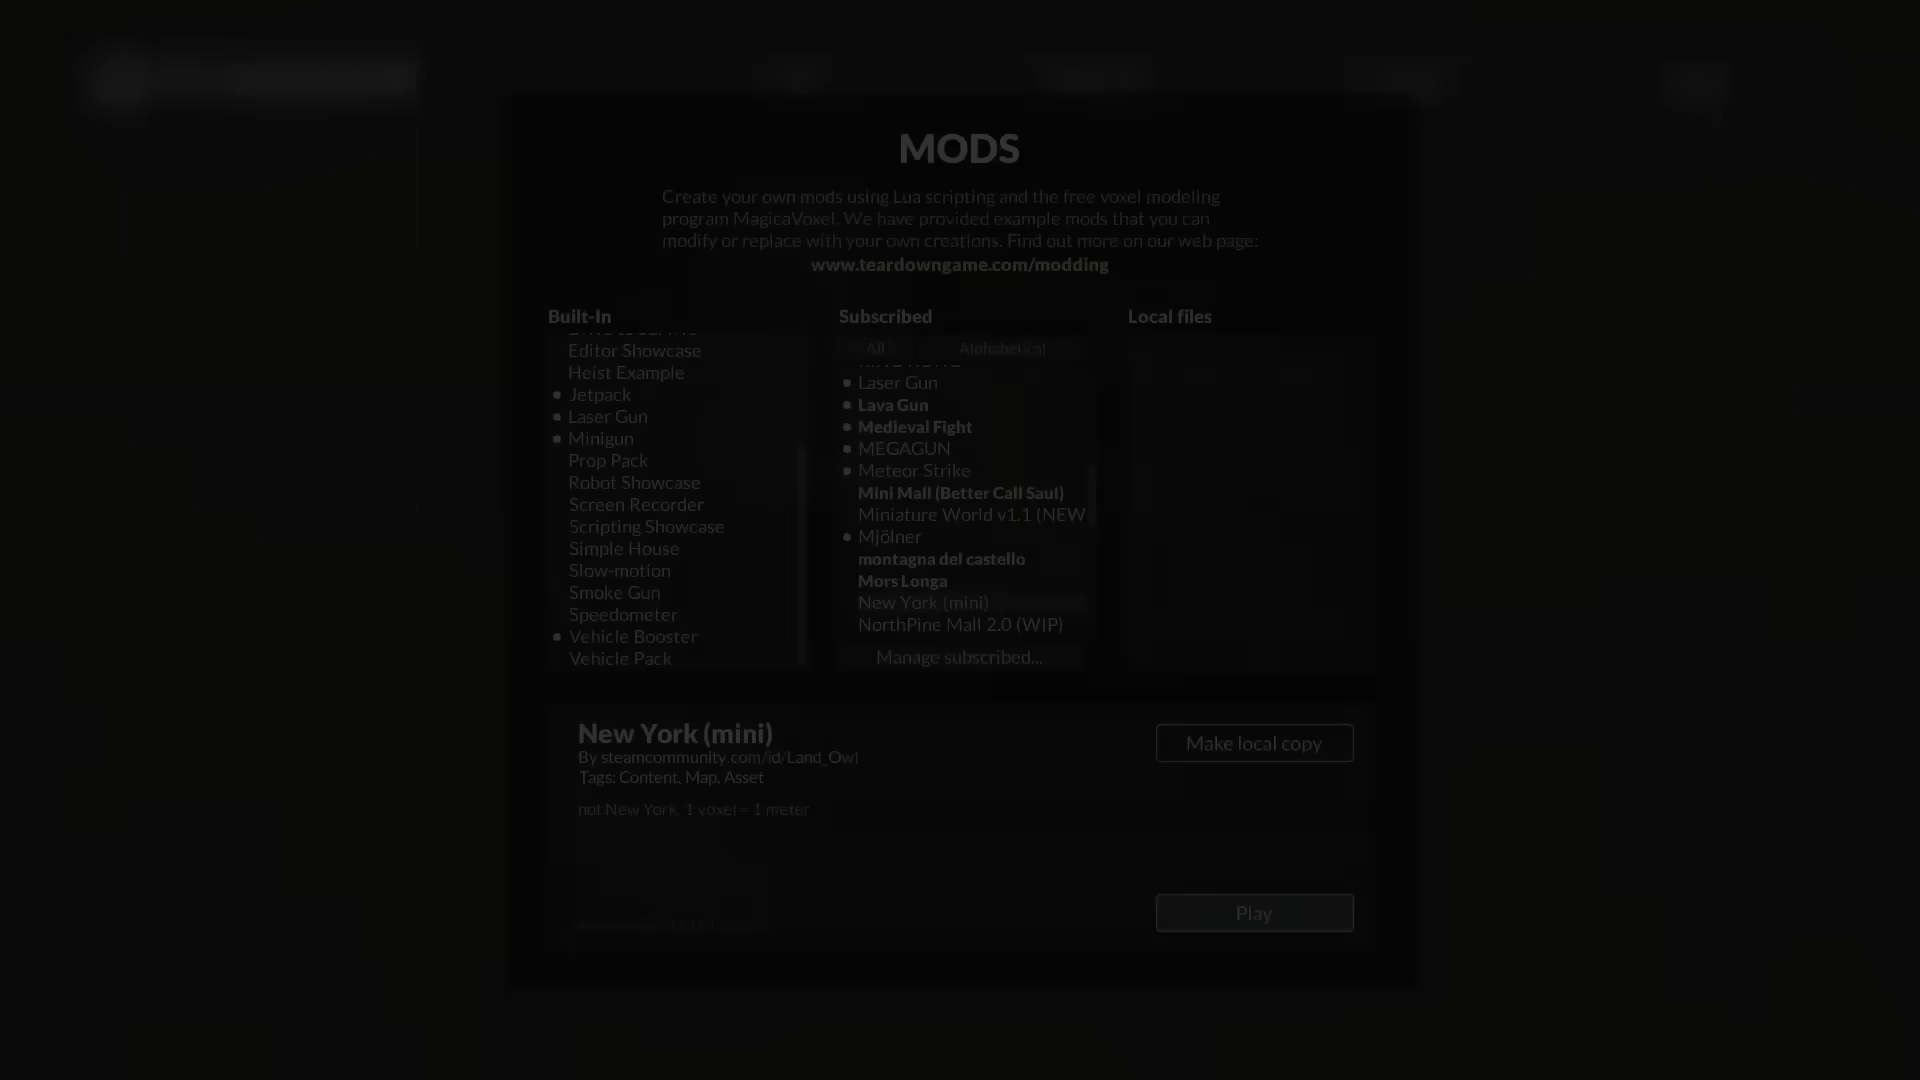 MODS
Create your own mods using Lua scripting and the free voxel modeling
program MagicaVoxel. We have provided example mods that you can
modify or replace with your own creations. Find out more on our web page:
www.teardowngame.com/modding
Built-In
Editor Showcase
Heist Example
Jetpack
Laser Gun
Minigun
Prop Pack
Robot Showcase
Screen Recorder
Scripting Showcase
Simple House
Slow-motion
Smoke Gun
Speedometer
Vehicle Booster
Vehicle Pack
Subscribed
All Alphabetical
Laser Gun
Lava Gun
Medieval Fight
MEGAGUN
Meteor Strike
Mini Mall (Better Call Saul)
Miniature World v1.1 (NEW
Mjölner
montagna del castello
Mors Longa
New York (mini)
NorthPine Mall 2.0 (WIP)
Manage subscribed...
Local files
New York (mini)
By steamcommunity.com/id/Land_Owl
Tags: Content, Map, Asset
not New York. 1 voxel = 1 meter
Make local copy
Play